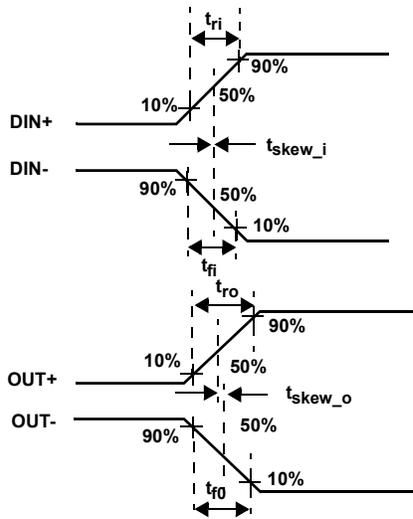 tri
90%
10%
50%
DIN+
tskew_i
DIN-
90%
50%
10%
tfi
tro
90%
10%
50%
OUT+
tskew_o
OUT-
50%
90%
10%
tf0